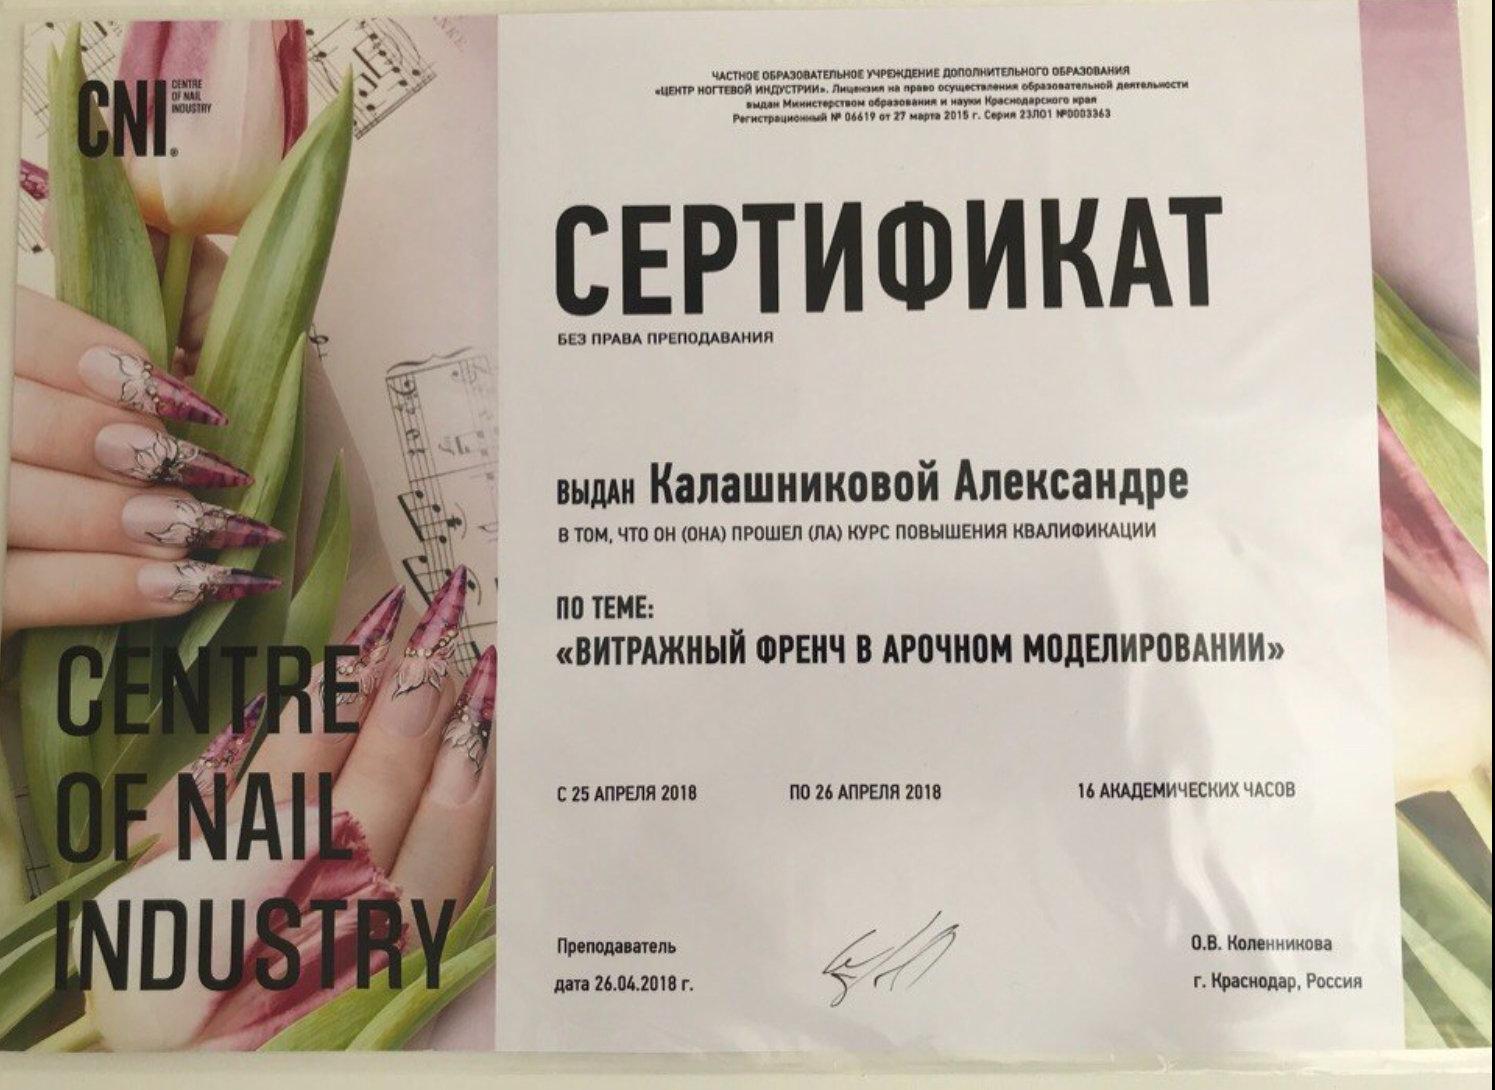 CNI
CENTRE
OF NAIL
INDUSTRY
®
CENTRE
OF NAIL
INDUSTRY
ЧАСТНОЕ ОБРАЗОВАТЕЛЬНОЕ УЧРЕЖДЕНИЕ ДОПОЛНИТЕЛЬНОГО ОБРАЗОВАНИЯ
«ЦЕНТР НОГТЕВОЙ ИНДУСТРИИ». Лицензия на право осуществления образовательной деятельности
выдан Министерством образования и науки Краснодарского края
Регистрационный № 06619 от 27 марта 2015 г. Серия 23ЛО1 №0003363
СЕРТИФИКАТ
БЕЗ ПРАВА ПРЕПОДАВАНИЯ
ВЫДАН Калашниковой Александре
В ТОМ, ЧТО ОН (ОНА) ПРОШЕЛ (ЛА) КУРС ПОВЫШЕНИЯ КВАЛИФИКАЦИИ
ПО ТЕМЕ:
«ВИТРАЖНЫЙ ФРЕНЧ В АРОЧНОМ МОДЕЛИРОВАНИИ»
С 25 АПРЕЛЯ 2018 ПО 26 АПРЕЛЯ 2018 16 АКАДЕМИЧЕСКИХ ЧАСОВ
Преподаватель О.В. Коленникова
дата 26.04.2018 г. г. Краснодар, Россия